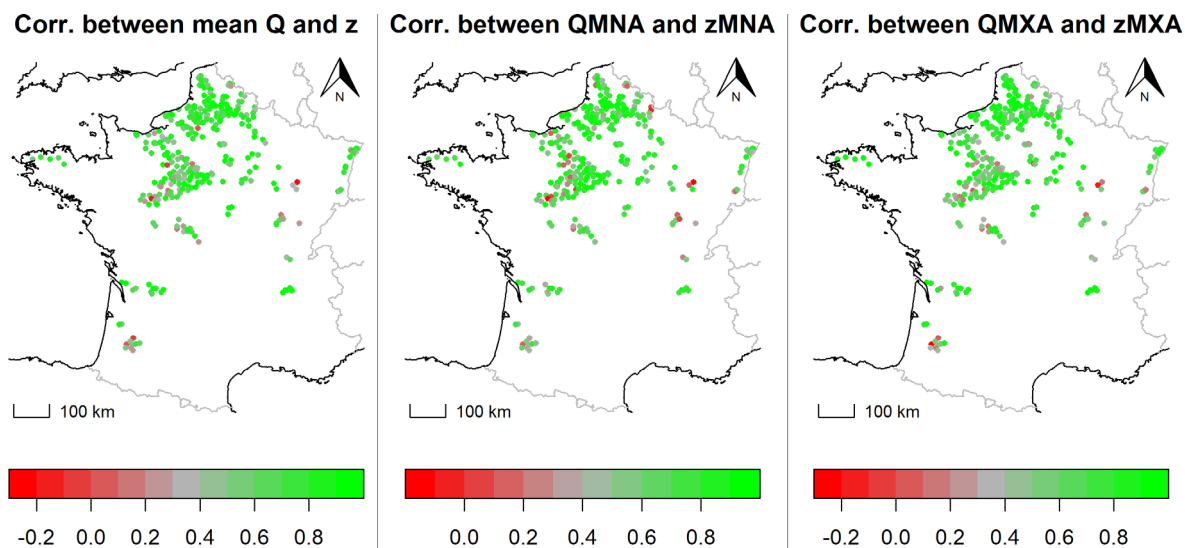 Corr. between mean Q and z
N
100 km
-0.2 0.0 0.2 0.4 0.6 0.8
Corr. between QMNA and zMNA
N
100 km
0.0 0.2 0.4 0.6 0.8
Corr. between QMXA and zMXA
N
100 km
-0.2 0.0 0.2 0.4 0.6 0.8